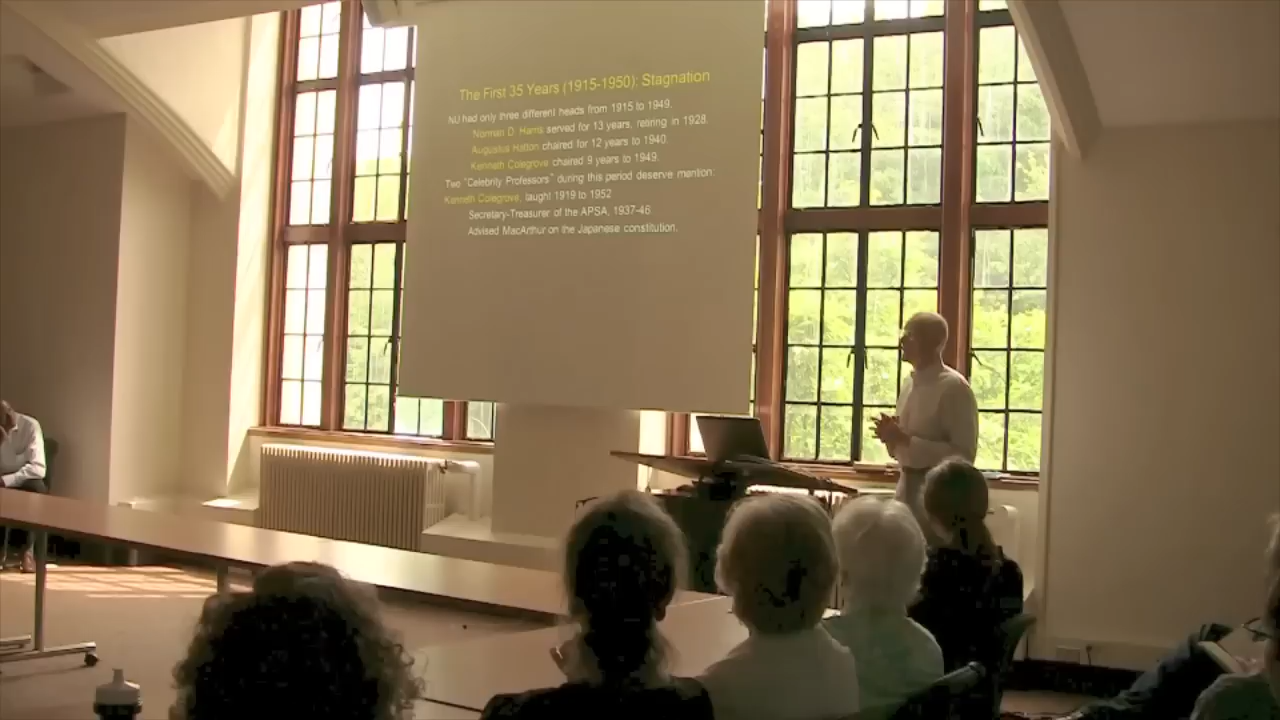 The First 35 Years (1915-1950): Stagnation
NU had only three different heads from 1915 to 1949.
Norman D. Harris served for 13 years, retiring in 1928.
Augustus Hatton chaired for 12 years to 1940.
Kenneth Colegrove chaired 9 years to 1949.
Two "Celebrity Professors" during this period deserve mention:
Kenneth Colegrove, taught 1919 to 1952
Secretary-Treasurer of the APSA, 1937-46
Advised MacArthur on the Japanese constitution.